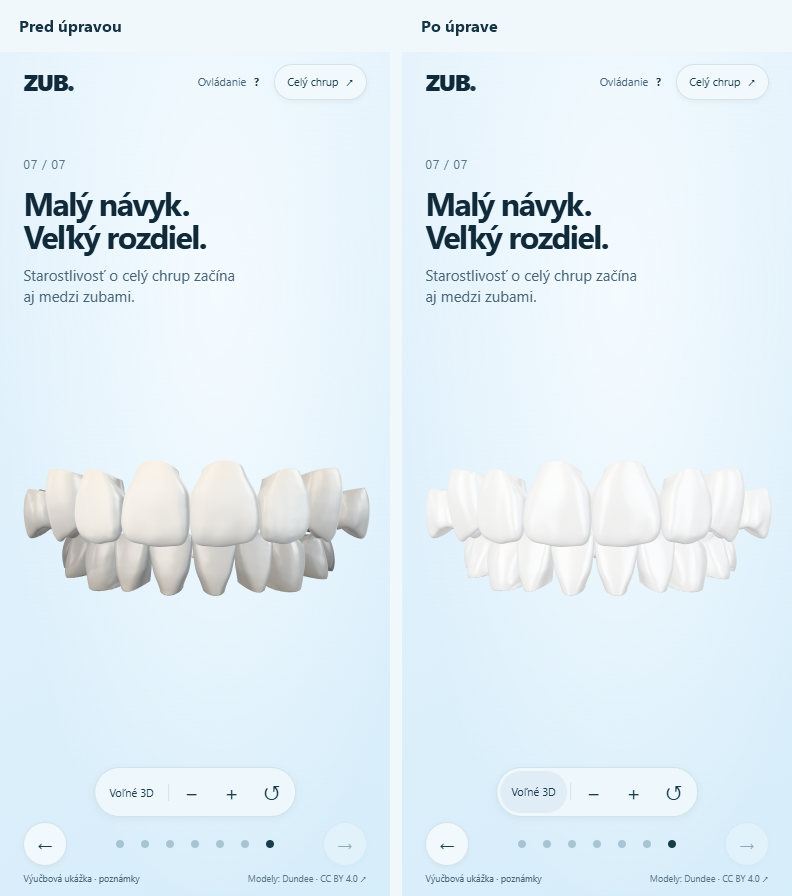 Pred úpravou
ZUB.
Ovládanie ?
Celý chrup ↗
07 / 07
Malý návyk.
Veľký rozdiel.
Starostlivosť o celý chrup začína
aj medzi zubami.
Voľné 3D − + ↺
← →
Výučbová ukážka · poznámky
Modely: Dundee · CC BY 4.0 ↗
Po úprave
ZUB.
Ovládanie ?
Celý chrup ↗
07 / 07
Malý návyk.
Veľký rozdiel.
Starostlivosť o celý chrup začína
aj medzi zubami.
Voľné 3D − + ↺
← →
Výučbová ukážka · poznámky
Modely: Dundee · CC BY 4.0 ↗